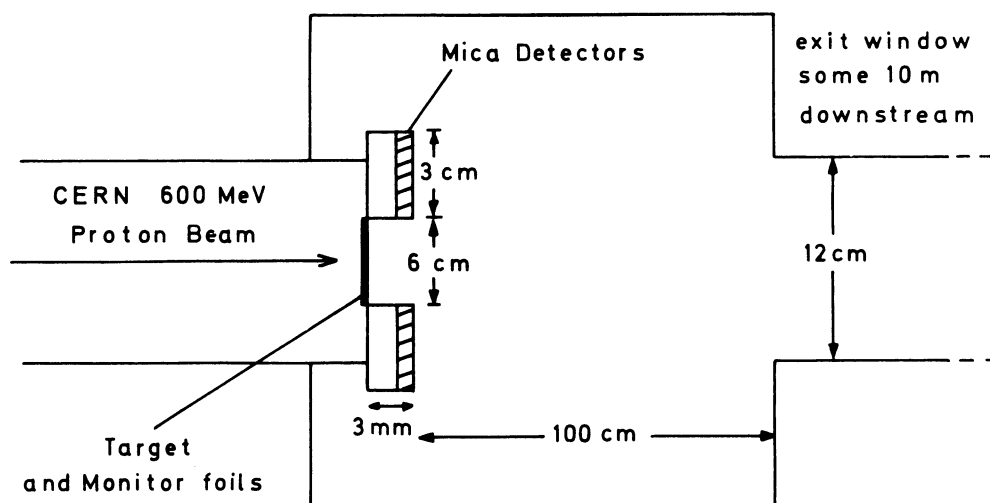 Mica Detectors
exit window
some 10 m
downstream
3 cm
CERN 600 MeV
Proton Beam
6 cm
12 cm
3 mm
100 cm
Target
and Monitor foils